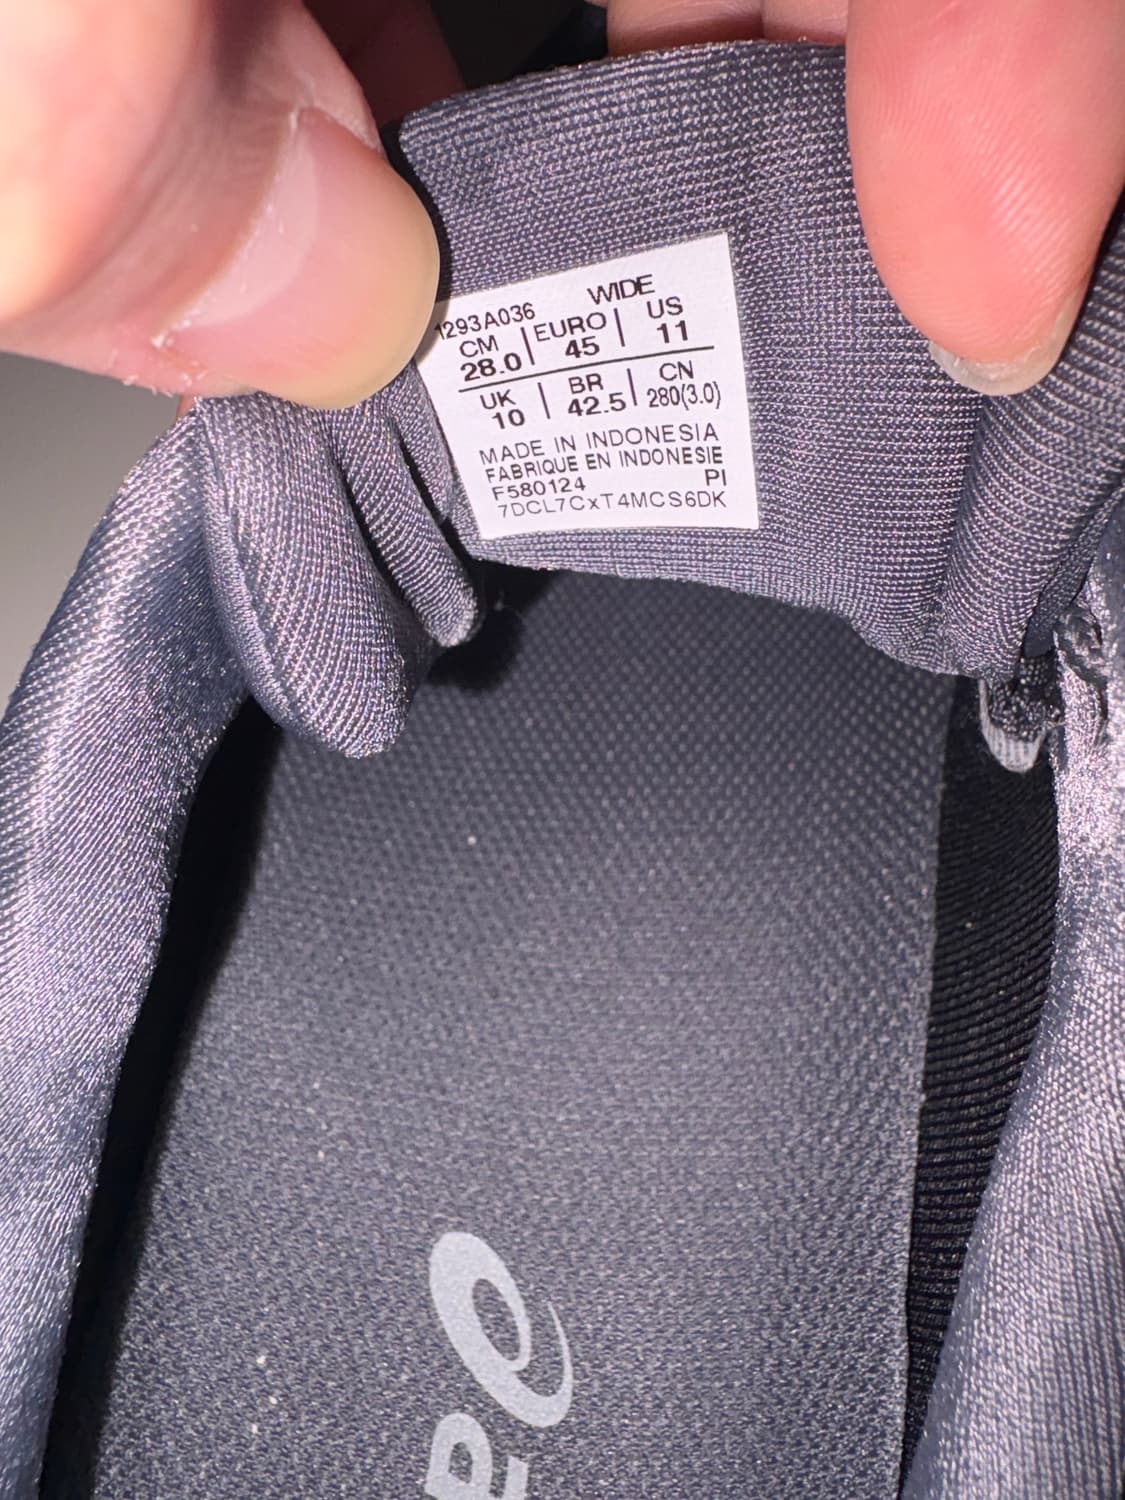 1293A036 WIDE
CM | EURO | US
28.0 45 11
UK | BR | CN
10 42.5 280(3.0)
MADE IN INDONESIA
FABRIQUE EN INDONESIE
F580124 PI
7DCL7CxT4MCS6DK